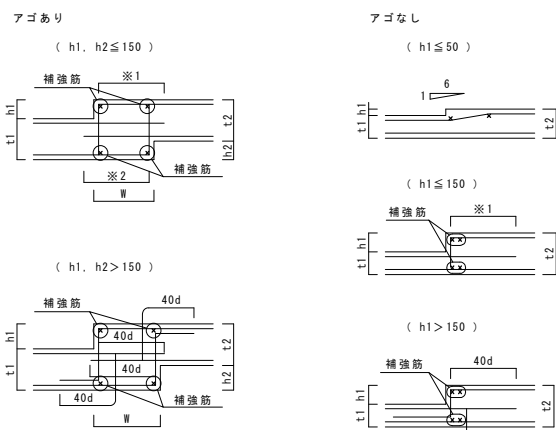 アゴあり
( h1, h2≦150 )
補強筋
※1
h1
t1
t2
h2
※2
W
補強筋
( h1, h2>150 )
補強筋
40d
h1
t1
40d
40d
t2
h2
40d
W
補強筋
アゴなし
( h1≦50 )
6
1
h1
t1
t2
( h1≦150 )
補強筋
※1
h1
t1
t2
( h1>150 )
補強筋
40d
h1
t1
t2